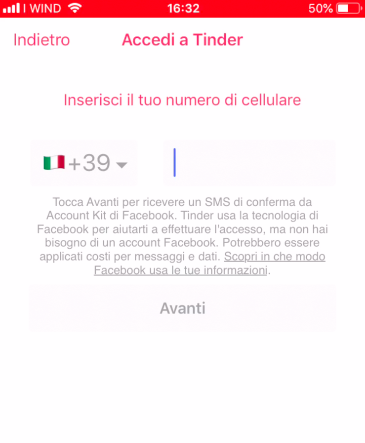 I WIND 16:32 50%
Indietro Accedi a Tinder
Inserisci il tuo numero di cellulare
+39
Tocca Avanti per ricevere un SMS di conferma da
Account Kit di Facebook. Tinder usa la tecnologia di
Facebook per aiutarti a effettuare l'accesso, ma non hai
bisogno di un account Facebook. Potrebbero essere
applicati costi per messaggi e dati. Scopri in che modo
Facebook usa le tue informazioni.
Avanti